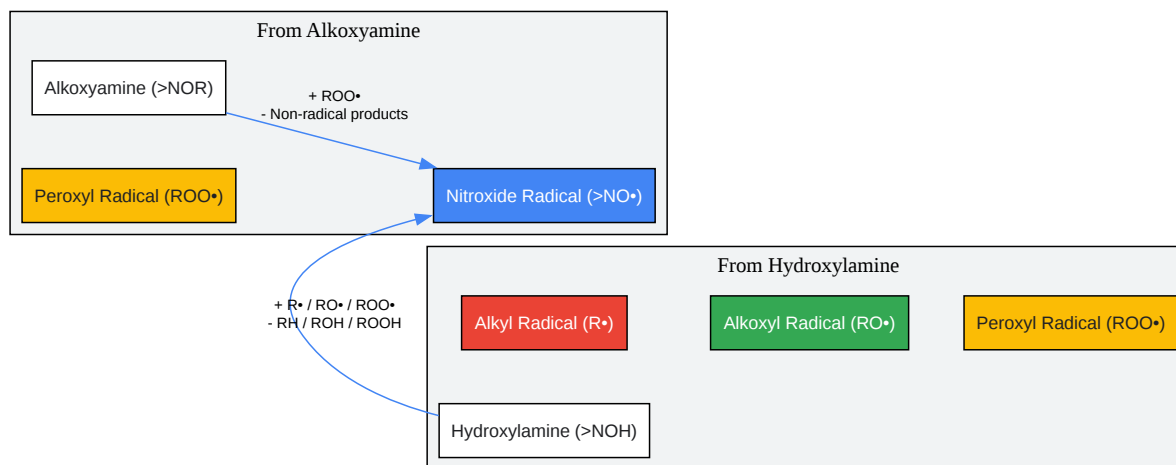 From Alkoxyamine
Alkoxyamine (>NOR)
+ ROO•
- Non-radical products
Peroxyl Radical (ROO•)
Nitroxide Radical (>NO•)
From Hydroxylamine
+ R• / RO• / ROO•
- RH / ROH / ROOH
Alkyl Radical (R•)
Alkoxyl Radical (RO•)
Peroxyl Radical (ROO•)
Hydroxylamine (>NOH)